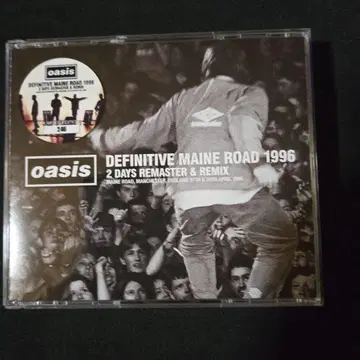 oasis
DEFINITIVE MAINE ROAD 1996
2 DAYS REMASTER & REMIX
246
oasis
DEFINITIVE MAINE ROAD 1996
2 DAYS REMASTER & REMIX
MAINE ROAD, MANCHESTER, ENGLAND 27TH & 28TH APRIL, 1996